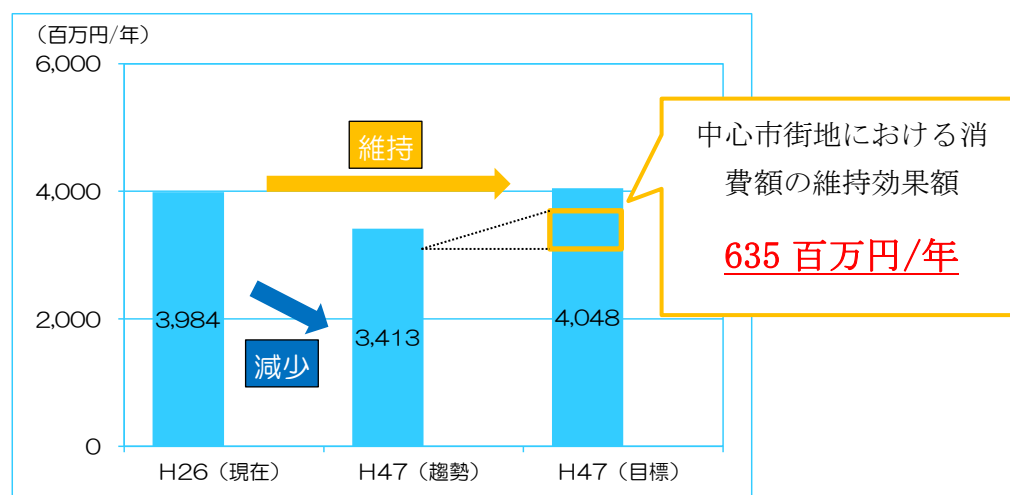 （百万円/年）
6,000
4,000
2,000
0
維持
減少
3,984
3,413
4,048
H26（現在）
H47（趨勢）
H47（目標）
中心市街地における消
費額の維持効果額
635 百万円/年